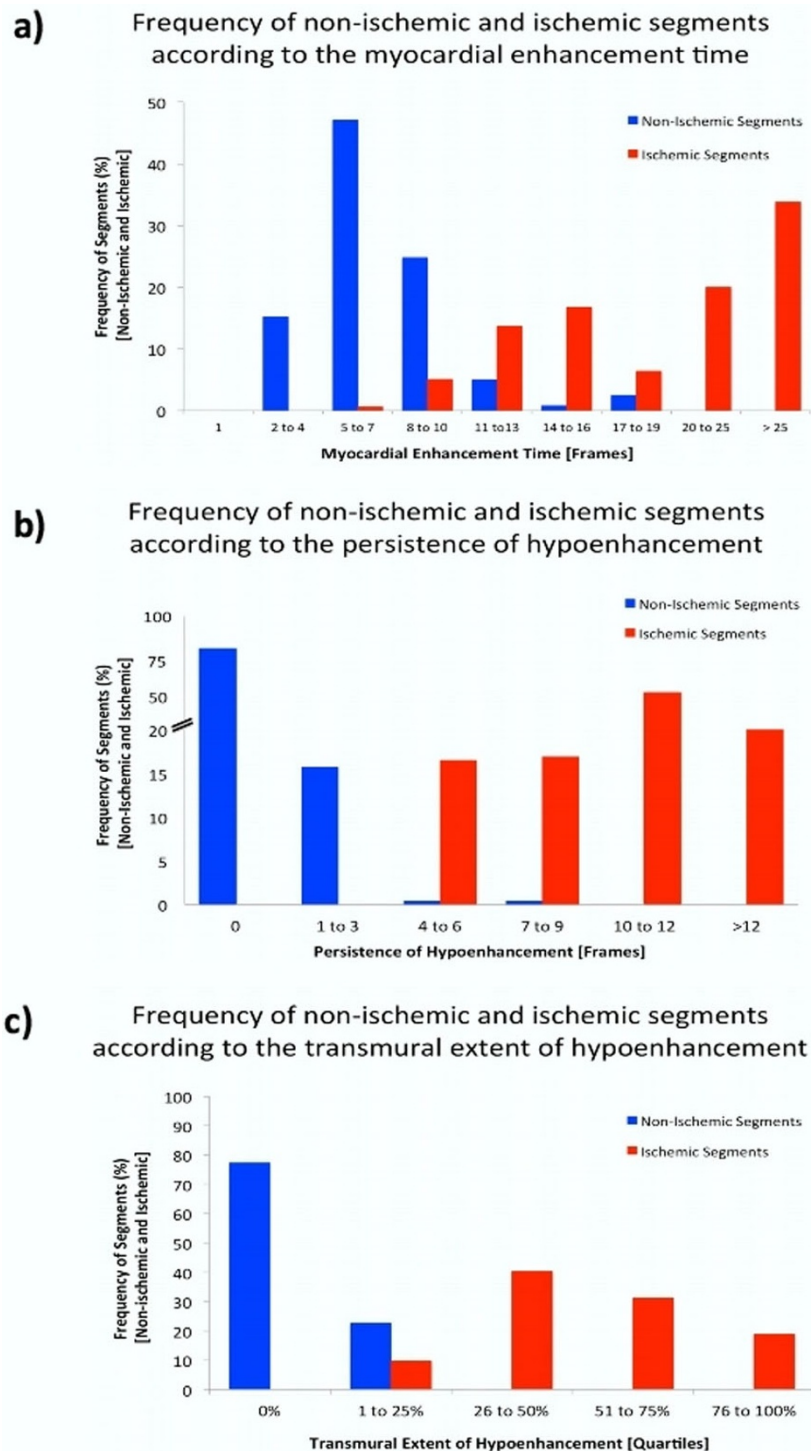 a)
Frequency of non-ischemic and ischemic segments
according to the myocardial enhancement time
50
40
30
20
10
0
Frequency of Segments (%)
[Non-Ischemic and Ischemic]
Non-Ischemic Segments
Ischemic Segments
1 2 to 4 5 to 7 8 to 10 11 to13 14 to 16 17 to 19 20 to 25 > 25
Myocardial Enhancement Time [Frames]
b)
Frequency of non-ischemic and ischemic segments
according to the persistence of hypoenhancement
100
75
50
20
15
10
5
0
Frequency of Segments (%)
[Non-Ischemic and Ischemic]
Non-Ischemic Segments
Ischemic Segments
0 1 to 3 4 to 6 7 to 9 10 to 12 >12
Persistence of Hypoenhancement [Frames]
c)
Frequency of non-ischemic and ischemic segments
according to the transmural extent of hypoenhancement
100
90
80
70
60
50
40
30
20
10
0
Frequency of Segments (%)
[Non-ischemic and Ischemic]
Non-Ischemic Segments
Ischemic Segments
0% 1 to 25% 26 to 50% 51 to 75% 76 to 100%
Transmural Extent of Hypoenhancement [Quartiles]